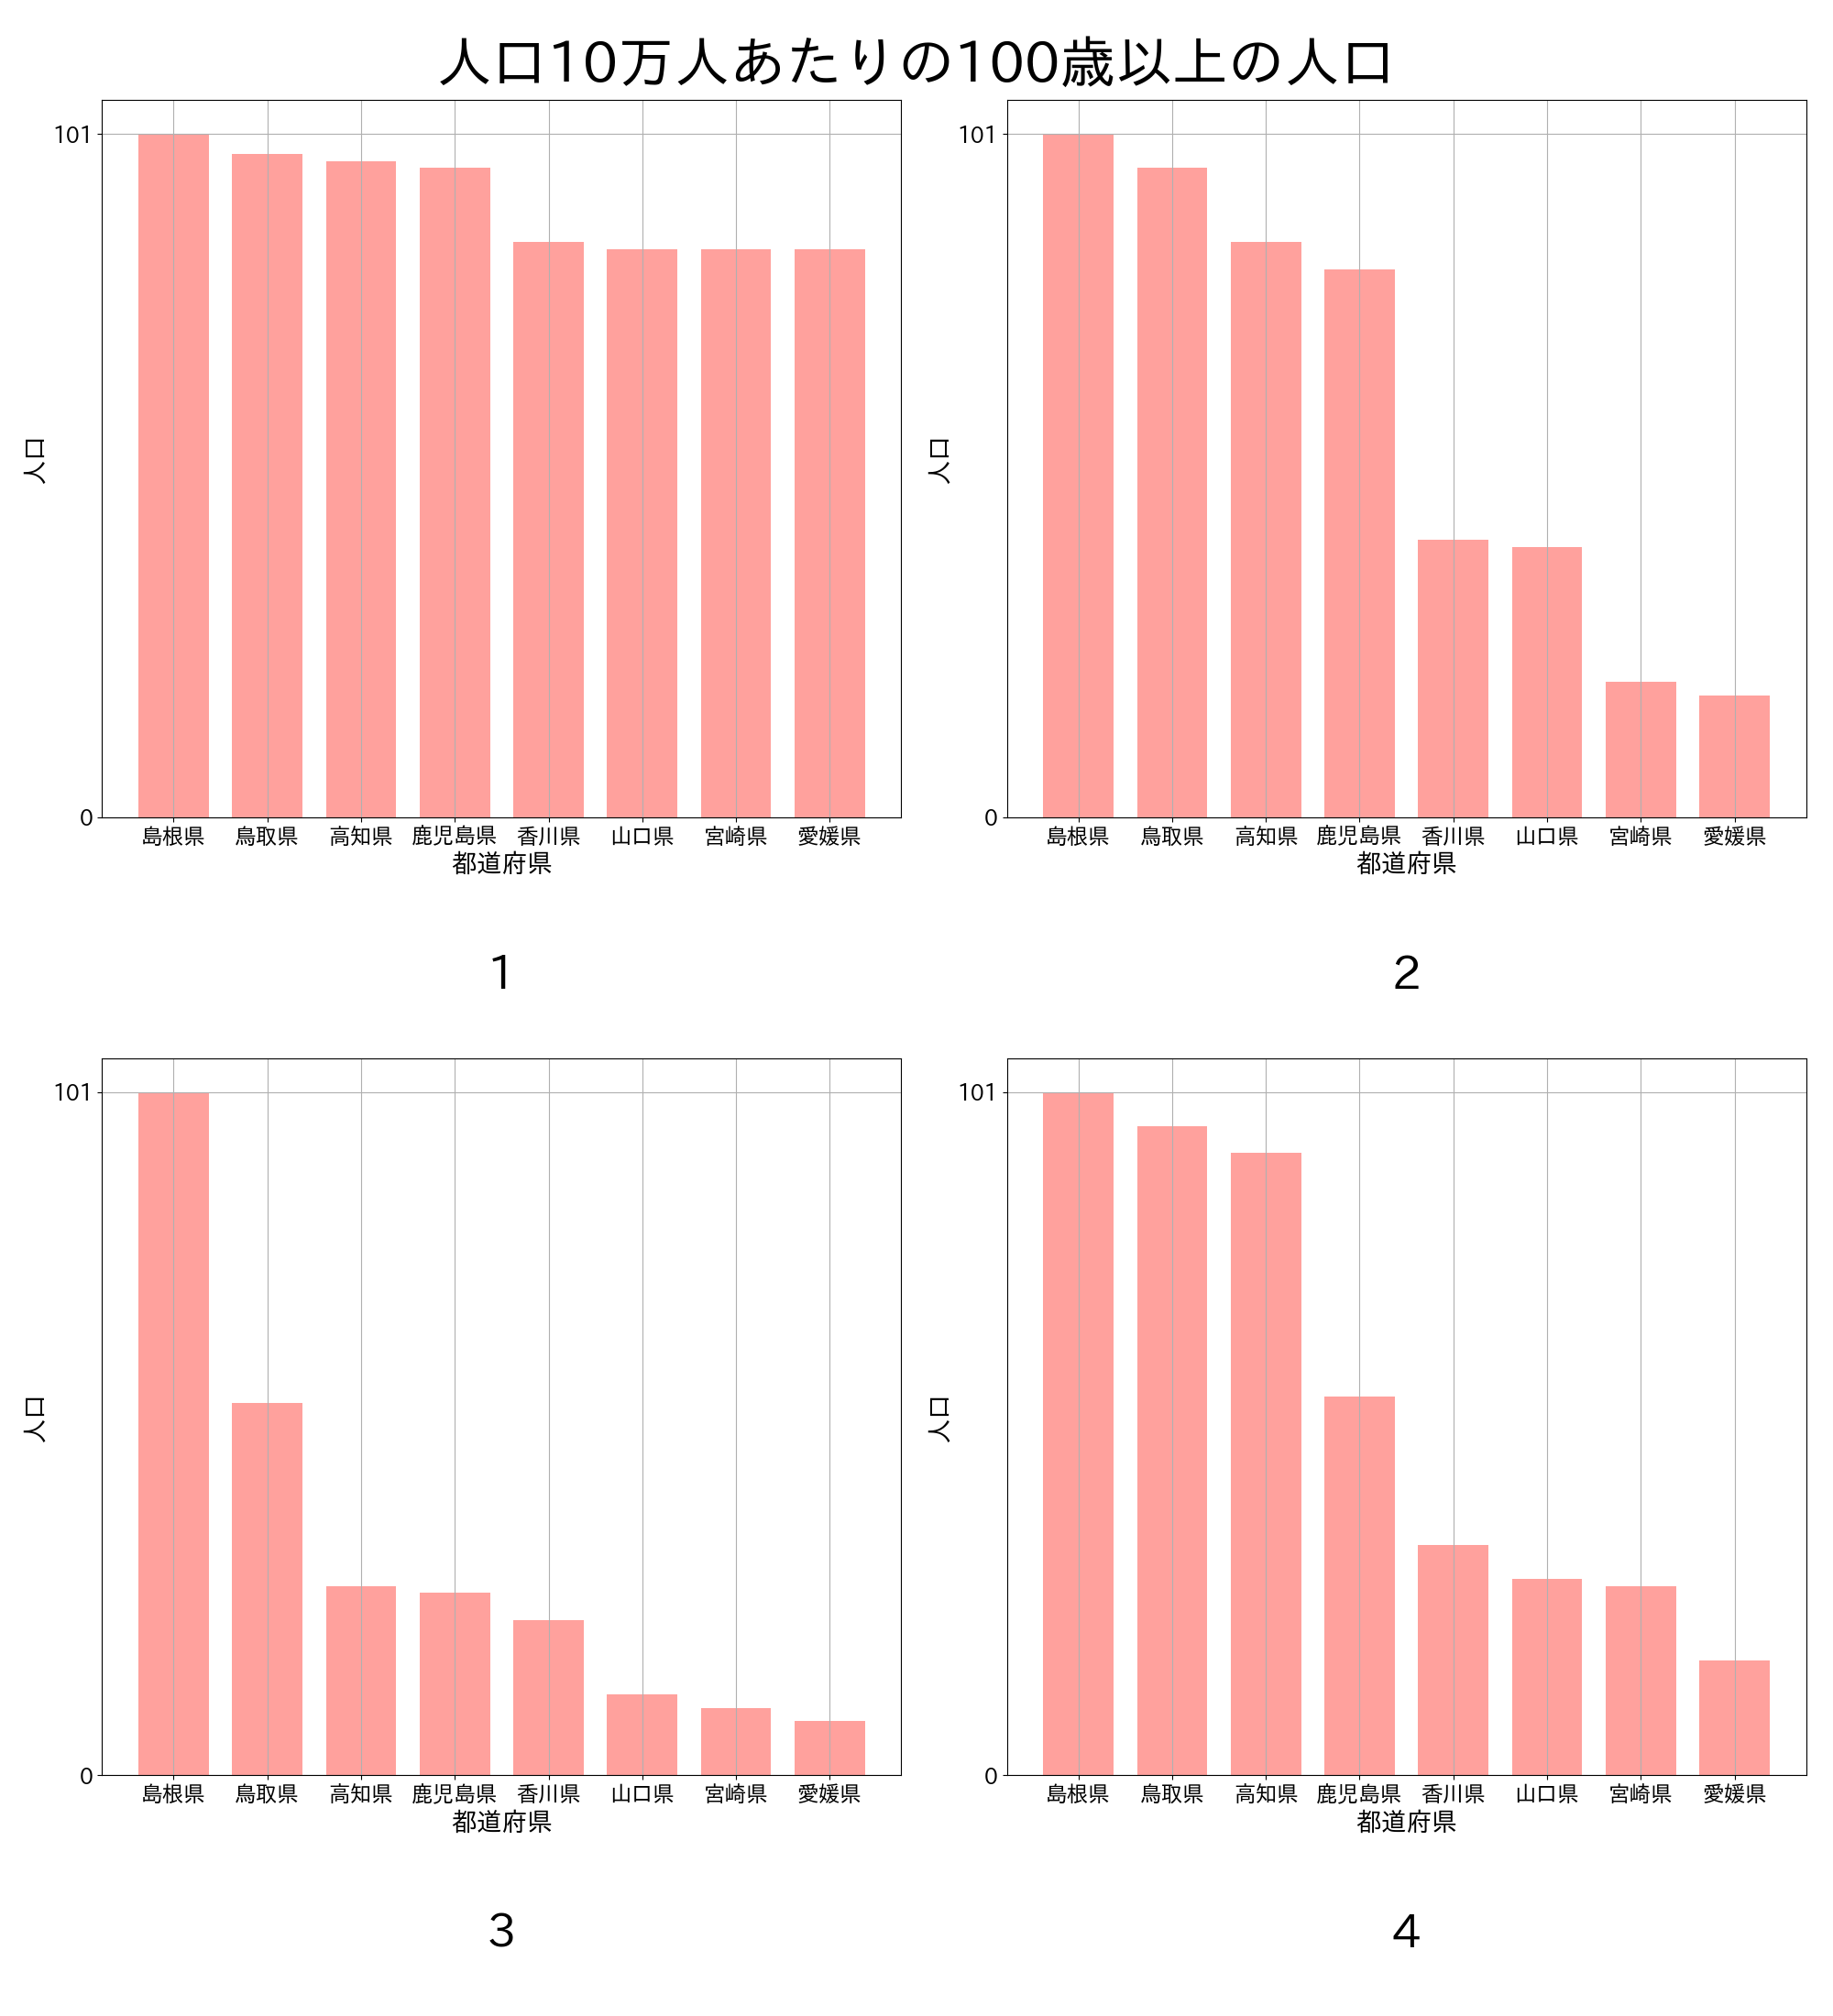 人口10万人あたりの100歳以上の人口
101
人口
0
島根県 鳥取県 高知県 鹿児島県 香川県 山口県 宮崎県 愛媛県
都道府県
1
101
人口
0
島根県 鳥取県 高知県 鹿児島県 香川県 山口県 宮崎県 愛媛県
都道府県
2
101
人口
0
島根県 鳥取県 高知県 鹿児島県 香川県 山口県 宮崎県 愛媛県
都道府県
3
101
人口
0
島根県 鳥取県 高知県 鹿児島県 香川県 山口県 宮崎県 愛媛県
都道府県
4